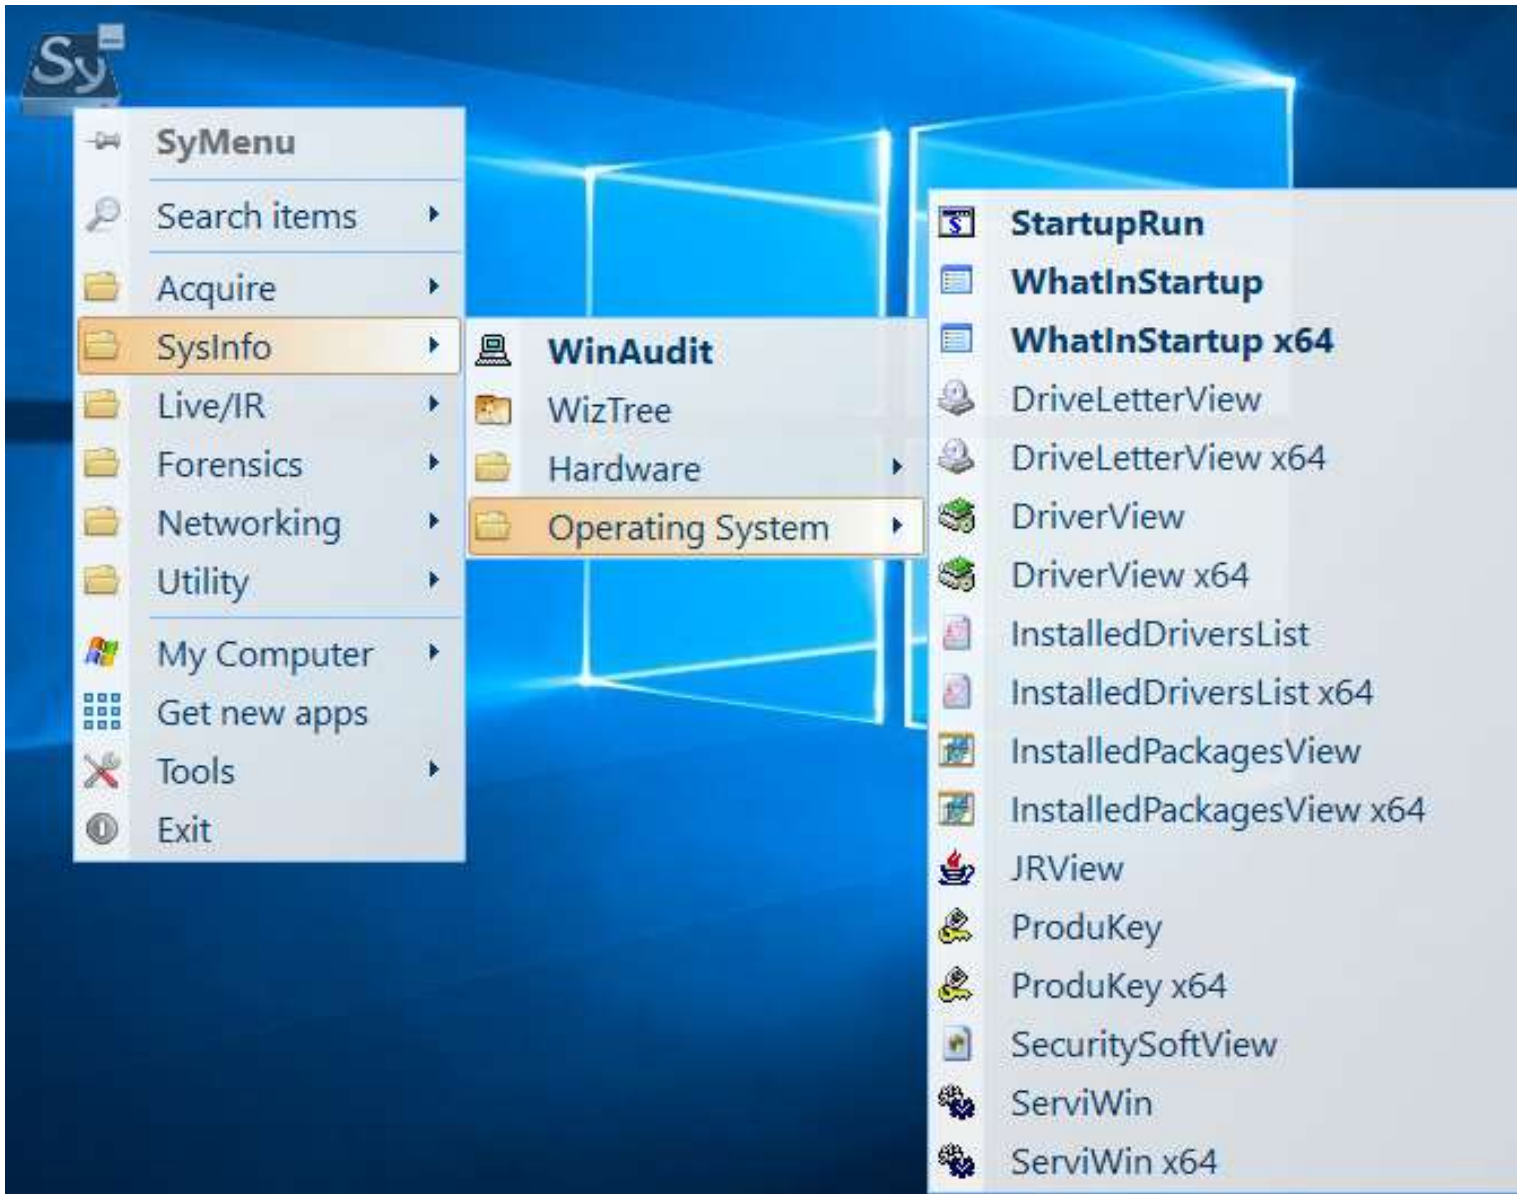 Sy
SyMenu
Search items
Acquire
SysInfo
Live/IR
Forensics
Networking
Utility
My Computer
Get new apps
Tools
Exit
WinAudit
WizTree
Hardware
Operating System
StartupRun
WhatInStartup
WhatInStartup x64
DriveLetterView
DriveLetterView x64
DriverView
DriverView x64
InstalledDriversList
InstalledDriversList x64
InstalledPackagesView
InstalledPackagesView x64
JRView
ProduKey
ProduKey x64
SecuritySoftView
ServiWin
ServiWin x64